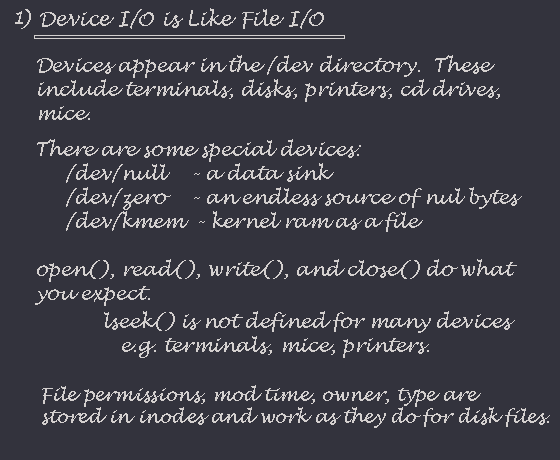 1) Device I/O is Like File I/O
Devices appear in the /dev directory. These
include terminals, disks, printers, cd drives,
mice.
There are some special devices:
/dev/null - a data sink
/dev/zero - an endless source of nul bytes
/dev/kmem - kernel ram as a file
open(), read(), write(), and close() do what
you expect.
lseek() is not defined for many devices
e.g. terminals, mice, printers.
File permissions, mod time, owner, type are
stored in inodes and work as they do for disk files.